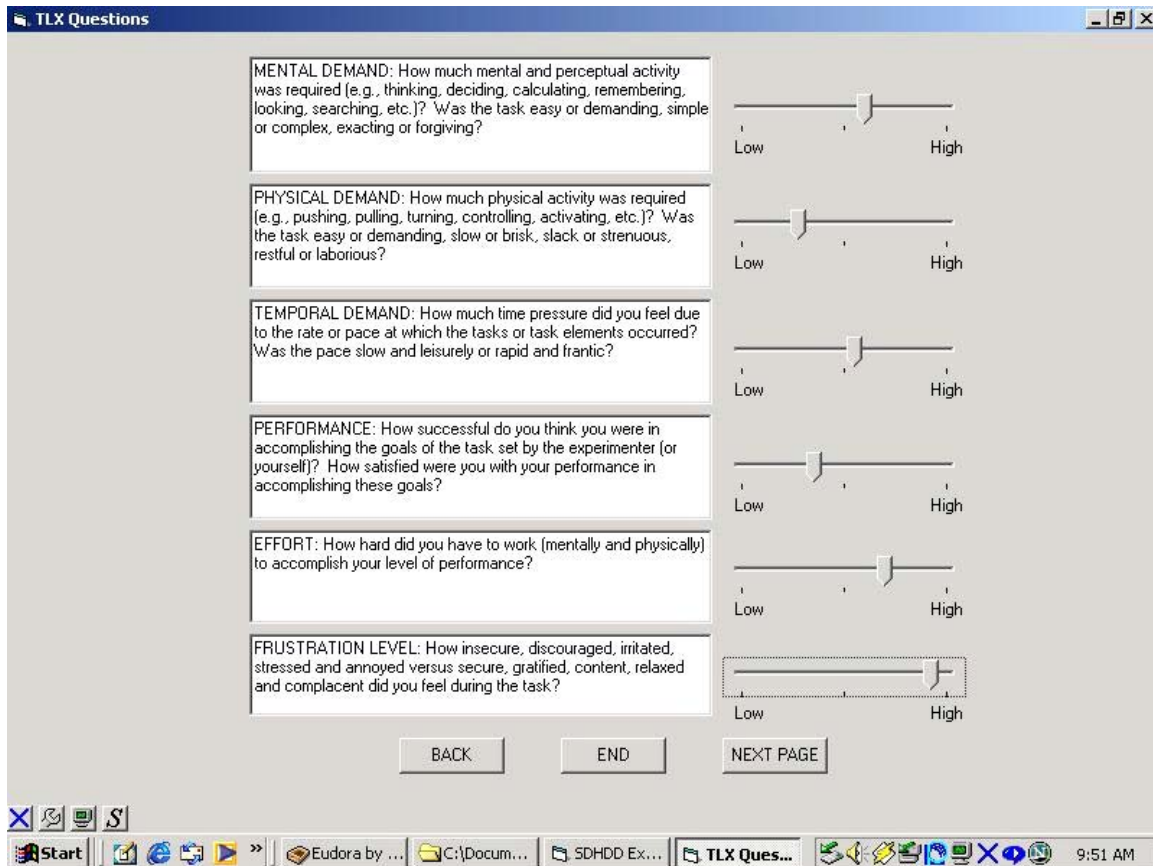 TLX Questions
MENTAL DEMAND: How much mental and perceptual activity
was required (e.g., thinking, deciding, calculating, remembering,
looking, searching, etc.)?  Was the task easy or demanding, simple
or complex, exacting or forgiving?
Low High
PHYSICAL DEMAND: How much physical activity was required
(e.g., pushing, pulling, turning, controlling, activating, etc.)?  Was
the task easy or demanding, slow or brisk, slack or strenuous,
restful or laborious?
Low High
TEMPORAL DEMAND: How much time pressure did you feel due
to the rate or pace at which the tasks or task elements occurred?
Was the pace slow and leisurely or rapid and frantic?
Low High
PERFORMANCE: How successful do you think you were in
accomplishing the goals of the task set by the experimenter (or
yourself)?  How satisfied were you with your performance in
accomplishing these goals?
Low High
EFFORT: How hard did you have to work (mentally and physically)
to accomplish your level of performance?
Low High
FRUSTRATION LEVEL: How insecure, discouraged, irritated,
stressed and annoyed versus secure, gratified, content, relaxed
and complacent did you feel during the task?
Low High
BACK END NEXT PAGE
S
Start » Eudora by ... C:\Docum... SDHDD Ex... TLX Ques... 9:51 AM